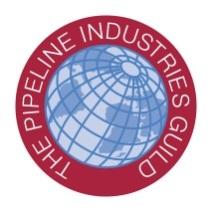 THE PIPELINE INDUSTRIES GUILD